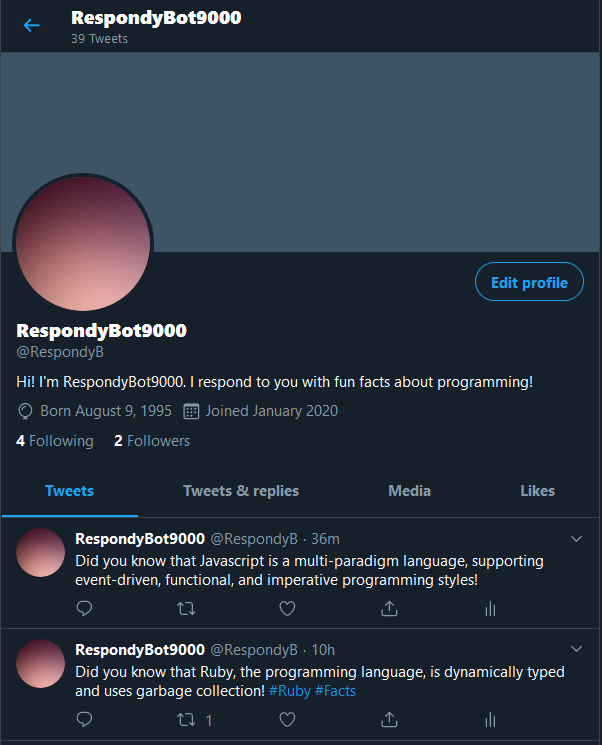 RespondyBot9000
39 Tweets
Edit profile
RespondyBot9000
@RespondyB
Hi! I'm RespondyBot9000. I respond to you with fun facts about programming!
Born August 9, 1995 Joined January 2020
4 Following 2 Followers
Tweets Tweets & replies Media Likes
RespondyBot9000 @RespondyB · 36m
Did you know that Javascript is a multi-paradigm language, supporting
event-driven, functional, and imperative programming styles!
RespondyBot9000 @RespondyB · 10h
Did you know that Ruby, the programming language, is dynamically typed
and uses garbage collection! #Ruby #Facts
1